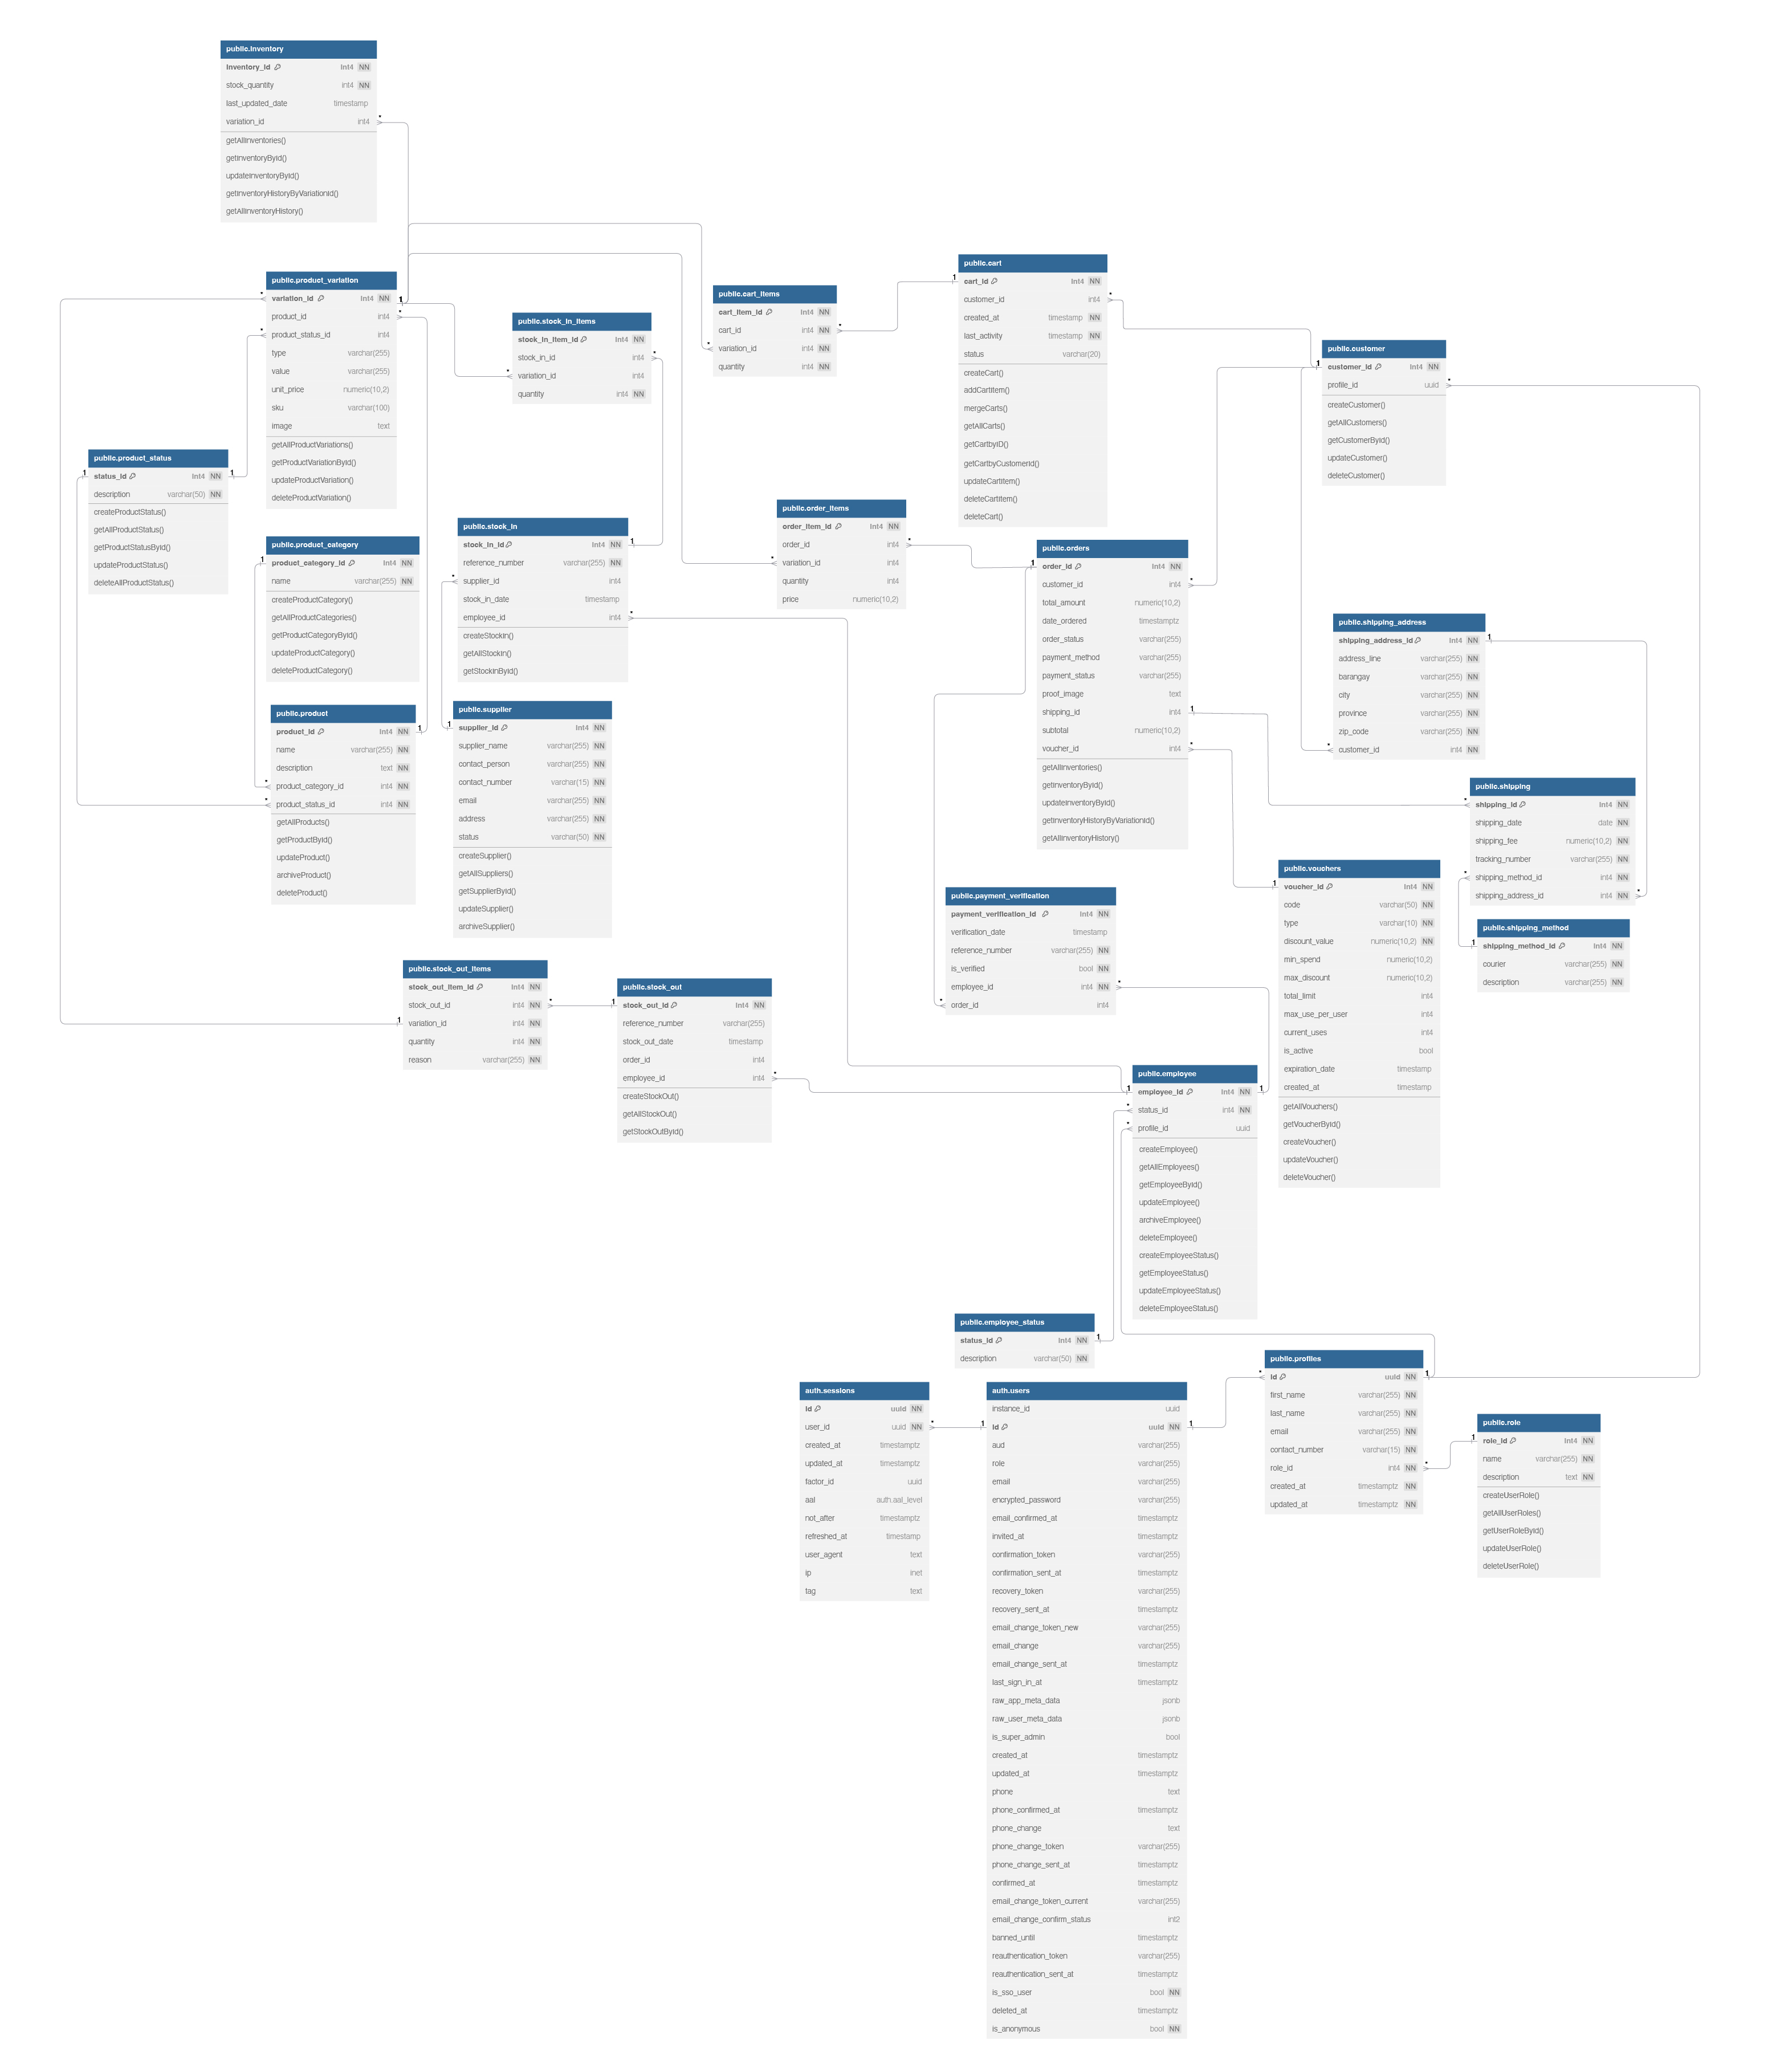 public.inventory
inventory_id int4 NN
stock_quantity int4 NN
last_updated_date timestamp
variation_id int4
getAllInventories()
getInventoryById()
updateInventoryById()
getInventoryHistoryByVariationId()
getAllInventoryHistory()
public.product_variation
variation_id int4 NN
product_id int4
product_status_id int4
type varchar(255)
value varchar(255)
unit_price numeric(10,2)
sku varchar(100)
image text
getAllProductVariations()
getProductVariationById()
updateProductVariation()
deleteProductVariation()
public.stock_in_items
stock_in_item_id int4 NN
stock_in_id int4
variation_id int4
quantity int4 NN
public.cart_items
cart_item_id int4 NN
cart_id int4 NN
variation_id int4 NN
quantity int4 NN
public.cart
cart_id int4 NN
customer_id int4
created_at timestamp NN
last_activity timestamp NN
status varchar(20)
createCart()
addCartItem()
mergeCarts()
getAllCarts()
getCartbyID()
getCartbyCustomerId()
updateCartItem()
deleteCartItem()
deleteCart()
public.customer
customer_id int4 NN
profile_id uuid
createCustomer()
getAllCustomers()
getCustomerById()
updateCustomer()
deleteCustomer()
public.product_status
status_id int4 NN
description varchar(50) NN
createProductStatus()
getAllProductStatus()
getProductStatusById()
updateProductStatus()
deleteAllProductStatus()
public.product_category
product_category_id int4 NN
name varchar(255) NN
createProductCategory()
getAllProductCategories()
getProductCategoryById()
updateProductCategory()
deleteProductCategory()
public.stock_in
stock_in_id int4 NN
reference_number varchar(255) NN
supplier_id int4
stock_in_date timestamp
employee_id int4
createStockIn()
getAllStockIn()
getStockInById()
public.order_items
order_item_id int4 NN
order_id int4
variation_id int4
quantity int4
price numeric(10,2)
public.orders
order_id int4 NN
customer_id int4
total_amount numeric(10,2)
date_ordered timestamptz
order_status varchar(255)
payment_method varchar(255)
payment_status varchar(255)
proof_image text
shipping_id int4
subtotal numeric(10,2)
voucher_id int4
getAllInventories()
getInventoryById()
updateInventoryById()
getInventoryHistoryByVariationId()
getAllInventoryHistory()
public.shipping_address
shipping_address_id int4 NN
address_line varchar(255) NN
barangay varchar(255) NN
city varchar(255) NN
province varchar(255) NN
zip_code varchar(255) NN
customer_id int4 NN
public.product
product_id int4 NN
name varchar(255) NN
description text NN
product_category_id int4 NN
product_status_id int4 NN
getAllProducts()
getProductById()
updateProduct()
archiveProduct()
deleteProduct()
public.supplier
supplier_id int4 NN
supplier_name varchar(255) NN
contact_person varchar(255) NN
contact_number varchar(15) NN
email varchar(255) NN
address varchar(255) NN
status varchar(50) NN
createSupplier()
getAllSuppliers()
getSupplierById()
updateSupplier()
archiveSupplier()
public.shipping
shipping_id int4 NN
shipping_date date NN
shipping_fee numeric(10,2) NN
tracking_number varchar(255) NN
shipping_method_id int4 NN
shipping_address_id int4 NN
public.vouchers
voucher_id int4 NN
code varchar(50) NN
type varchar(10) NN
discount_value numeric(10,2) NN
min_spend numeric(10,2)
max_discount numeric(10,2)
total_limit int4
max_use_per_user int4
current_uses int4
is_active bool
expiration_date timestamp
created_at timestamp
getAllVouchers()
getVoucherById()
createVoucher()
updateVoucher()
deleteVoucher()
public.payment_verification
payment_verification_id int4 NN
verification_date timestamp
reference_number varchar(255) NN
is_verified bool NN
employee_id int4 NN
order_id int4
public.shipping_method
shipping_method_id int4 NN
courier varchar(255) NN
description varchar(255) NN
public.stock_out_items
stock_out_item_id int4 NN
stock_out_id int4 NN
variation_id int4 NN
quantity int4 NN
reason varchar(255) NN
public.stock_out
stock_out_id int4 NN
reference_number varchar(255)
stock_out_date timestamp
order_id int4
employee_id int4
createStockOut()
getAllStockOut()
getStockOutById()
public.employee
employee_id int4 NN
status_id int4 NN
profile_id uuid
createEmployee()
getAllEmployees()
getEmployeeById()
updateEmployee()
archiveEmployee()
deleteEmployee()
createEmployeeStatus()
getEmployeeStatus()
updateEmployeeStatus()
deleteEmployeeStatus()
public.employee_status
status_id int4 NN
description varchar(50) NN
public.profiles
id uuid NN
first_name varchar(255) NN
last_name varchar(255) NN
email varchar(255) NN
contact_number varchar(15) NN
role_id int4 NN
created_at timestamptz NN
updated_at timestamptz NN
public.role
role_id int4 NN
name varchar(255) NN
description text NN
createUserRole()
getAllUserRoles()
getUserRoleById()
updateUserRole()
deleteUserRole()
auth.sessions
id uuid NN
user_id uuid NN
created_at timestamptz
updated_at timestamptz
factor_id uuid
aal auth.aal_level
not_after timestamptz
refreshed_at timestamp
user_agent text
ip inet
tag text
auth.users
instance_id uuid
id uuid NN
aud varchar(255)
role varchar(255)
email varchar(255)
encrypted_password varchar(255)
email_confirmed_at timestamptz
invited_at timestamptz
confirmation_token varchar(255)
confirmation_sent_at timestamptz
recovery_token varchar(255)
recovery_sent_at timestamptz
email_change_token_new varchar(255)
email_change varchar(255)
email_change_sent_at timestamptz
last_sign_in_at timestamptz
raw_app_meta_data jsonb
raw_user_meta_data jsonb
is_super_admin bool
created_at timestamptz
updated_at timestamptz
phone text
phone_confirmed_at timestamptz
phone_change text
phone_change_token varchar(255)
phone_change_sent_at timestamptz
confirmed_at timestamptz
email_change_token_current varchar(255)
email_change_confirm_status int2
banned_until timestamptz
reauthentication_token varchar(255)
reauthentication_sent_at timestamptz
is_sso_user bool NN
deleted_at timestamptz
is_anonymous bool NN